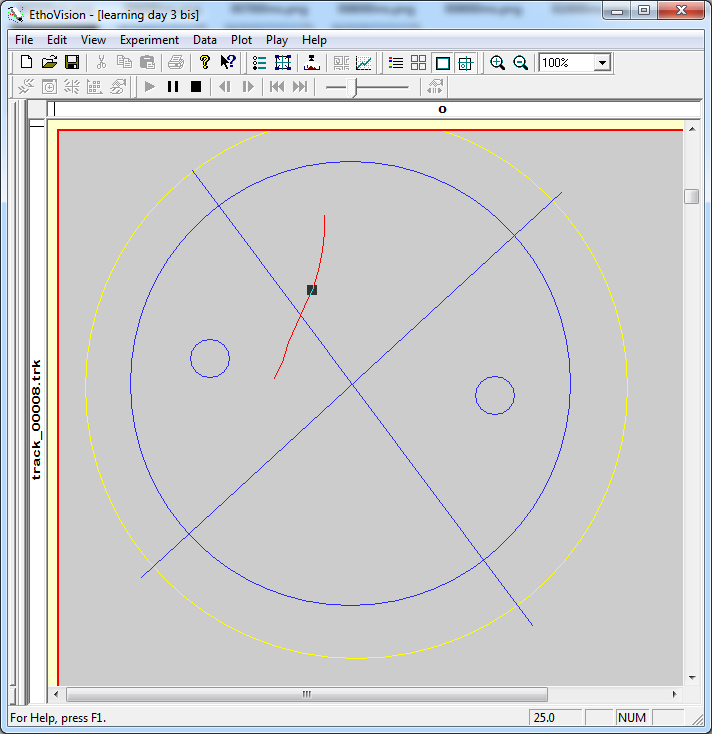 EthoVision - [learning day 3 bis]
File Edit View Experiment Data Plot Play Help
100%
o
track_00008.trk
For Help, press F1.
25.0
NUM